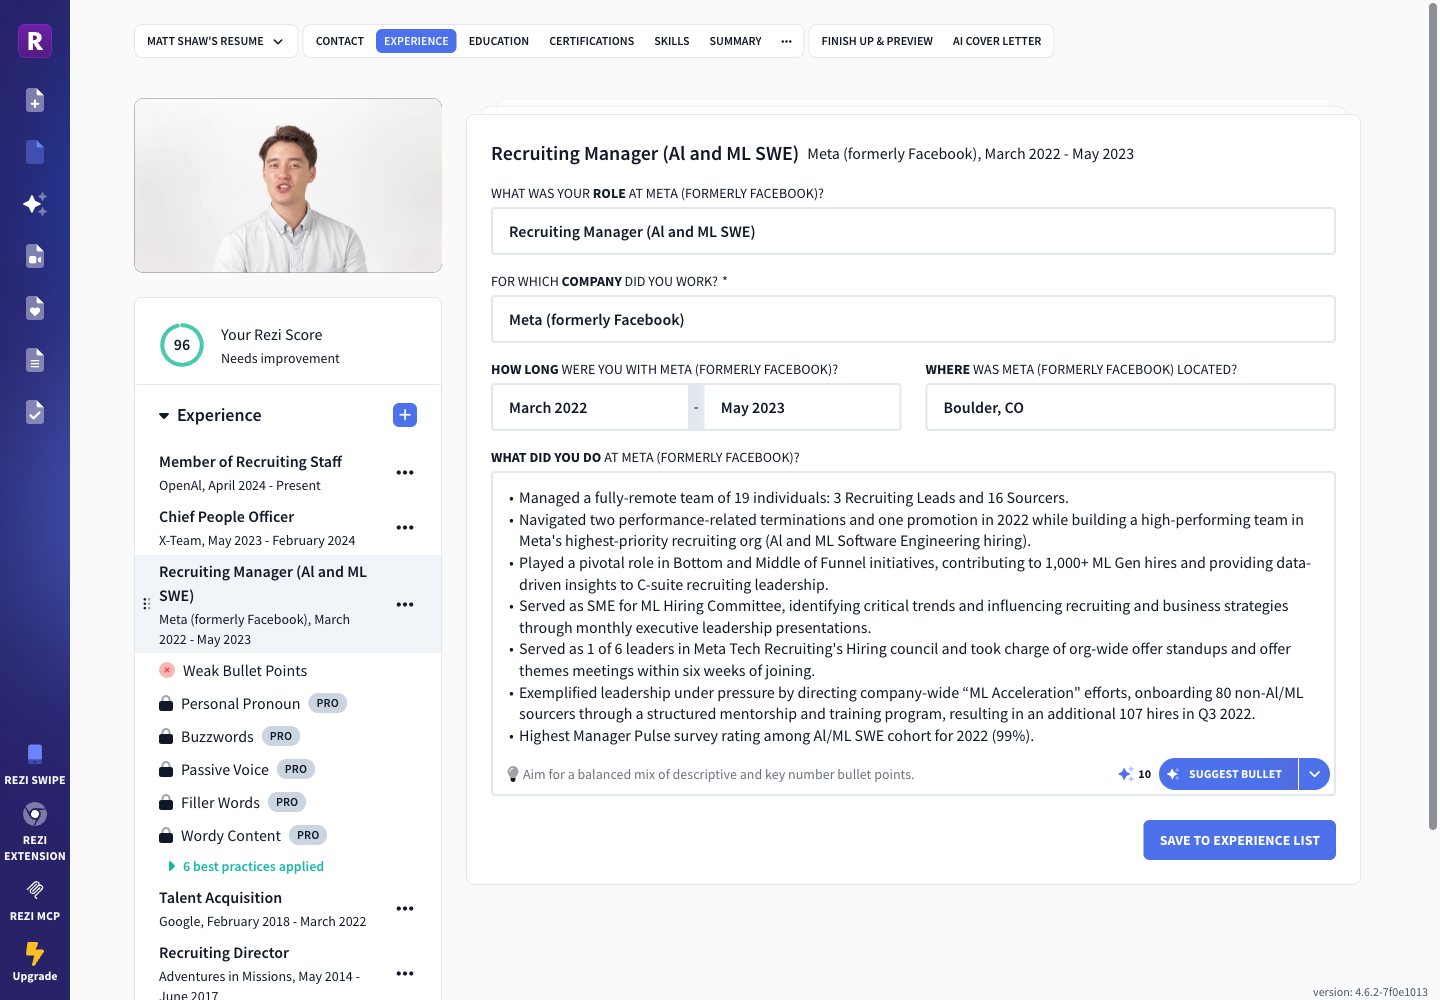 R
MATT SHAW'S RESUME
CONTACT
EXPERIENCE
EDUCATION
CERTIFICATIONS
SKILLS
SUMMARY
FINISH UP & PREVIEW
AI COVER LETTER
REZI SWIPE
REZI
EXTENSION
REZI MCP
Upgrade
96
Your Rezi Score
Needs improvement
Experience
Member of Recruiting Staff
OpenAl, April 2024 - Present
Chief People Officer
X-Team, May 2023 - February 2024
Recruiting Manager (Al and ML
SWE)
Meta (formerly Facebook), March
2022 - May 2023
Weak Bullet Points
Personal Pronoun PRO
Buzzwords PRO
Passive Voice PRO
Filler Words PRO
Wordy Content PRO
6 best practices applied
Talent Acquisition
Google, February 2018 - March 2022
Recruiting Director
Adventures in Missions, May 2014 -
June 2017
Recruiting Manager (Al and ML SWE) Meta (formerly Facebook), March 2022 - May 2023
WHAT WAS YOUR ROLE AT META (FORMERLY FACEBOOK)?
Recruiting Manager (Al and ML SWE)
FOR WHICH COMPANY DID YOU WORK? *
Meta (formerly Facebook)
HOW LONG WERE YOU WITH META (FORMERLY FACEBOOK)?
March 2022 - May 2023
WHERE WAS META (FORMERLY FACEBOOK) LOCATED?
Boulder, CO
WHAT DID YOU DO AT META (FORMERLY FACEBOOK)?
• Managed a fully-remote team of 19 individuals: 3 Recruiting Leads and 16 Sourcers.
• Navigated two performance-related terminations and one promotion in 2022 while building a high-performing team in
Meta's highest-priority recruiting org (Al and ML Software Engineering hiring).
• Played a pivotal role in Bottom and Middle of Funnel initiatives, contributing to 1,000+ ML Gen hires and providing data-
driven insights to C-suite recruiting leadership.
• Served as SME for ML Hiring Committee, identifying critical trends and influencing recruiting and business strategies
through monthly executive leadership presentations.
• Served as 1 of 6 leaders in Meta Tech Recruiting's Hiring council and took charge of org-wide offer standups and offer
themes meetings within six weeks of joining.
• Exemplified leadership under pressure by directing company-wide “ML Acceleration" efforts, onboarding 80 non-Al/ML
sourcers through a structured mentorship and training program, resulting in an additional 107 hires in Q3 2022.
• Highest Manager Pulse survey rating among Al/ML SWE cohort for 2022 (99%).
Aim for a balanced mix of descriptive and key number bullet points.
10
SUGGEST BULLET
SAVE TO EXPERIENCE LIST
version: 4.6.2-7f0e1013